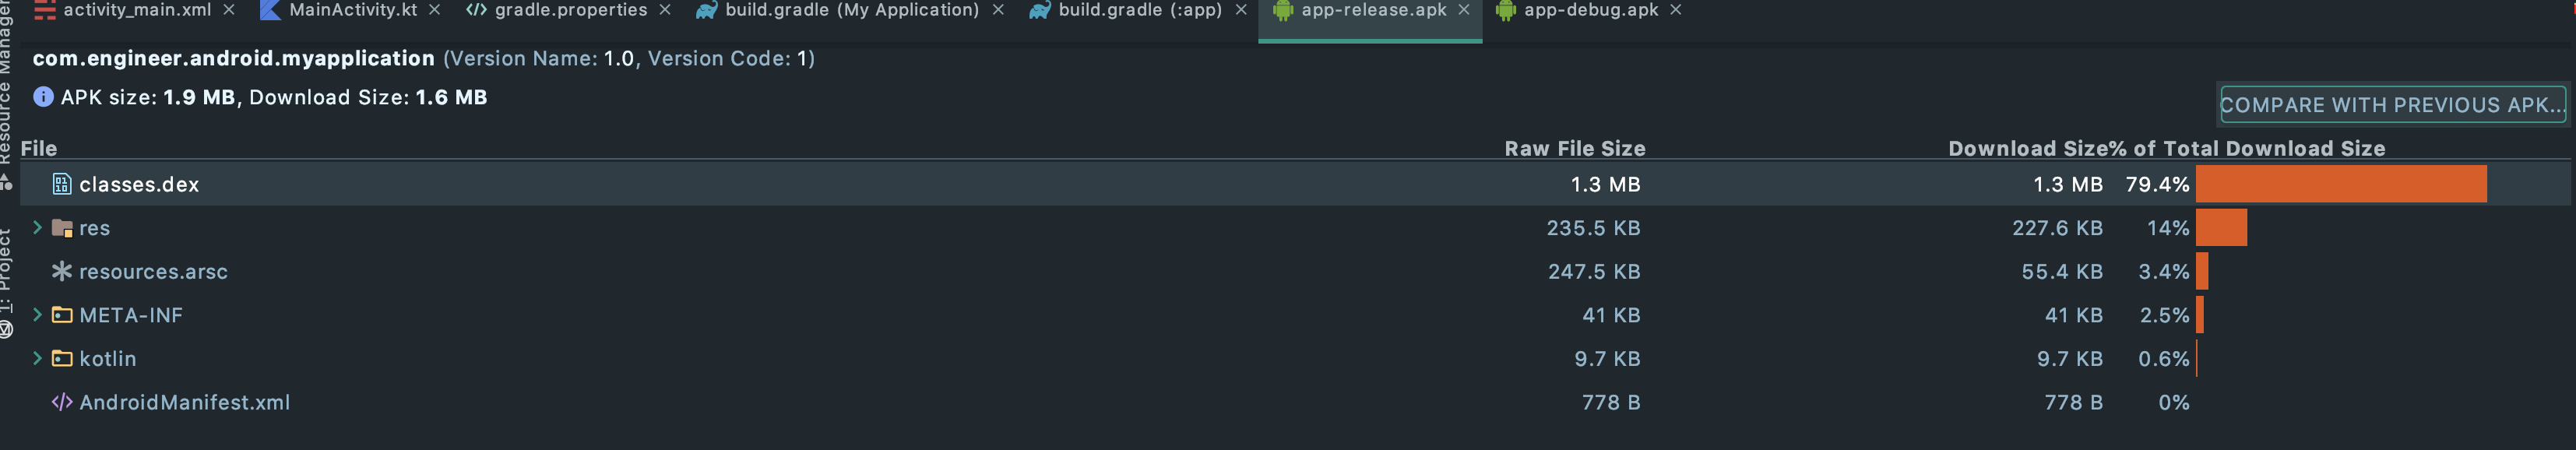 activity_main.xml MainActivity.kt gradle.properties build.gradle (My Application) build.gradle (:app) app-release.apk app-debug.apk
Resource Manager
1: Project
com.engineer.android.myapplication (Version Name: 1.0, Version Code: 1)
APK size: 1.9 MB, Download Size: 1.6 MB
COMPARE WITH PREVIOUS APK...
File Raw File Size Download Size % of Total Download Size
classes.dex 1.3 MB 1.3 MB 79.4%
res 235.5 KB 227.6 KB 14%
resources.arsc 247.5 KB 55.4 KB 3.4%
META-INF 41 KB 41 KB 2.5%
kotlin 9.7 KB 9.7 KB 0.6%
AndroidManifest.xml 778 B 778 B 0%